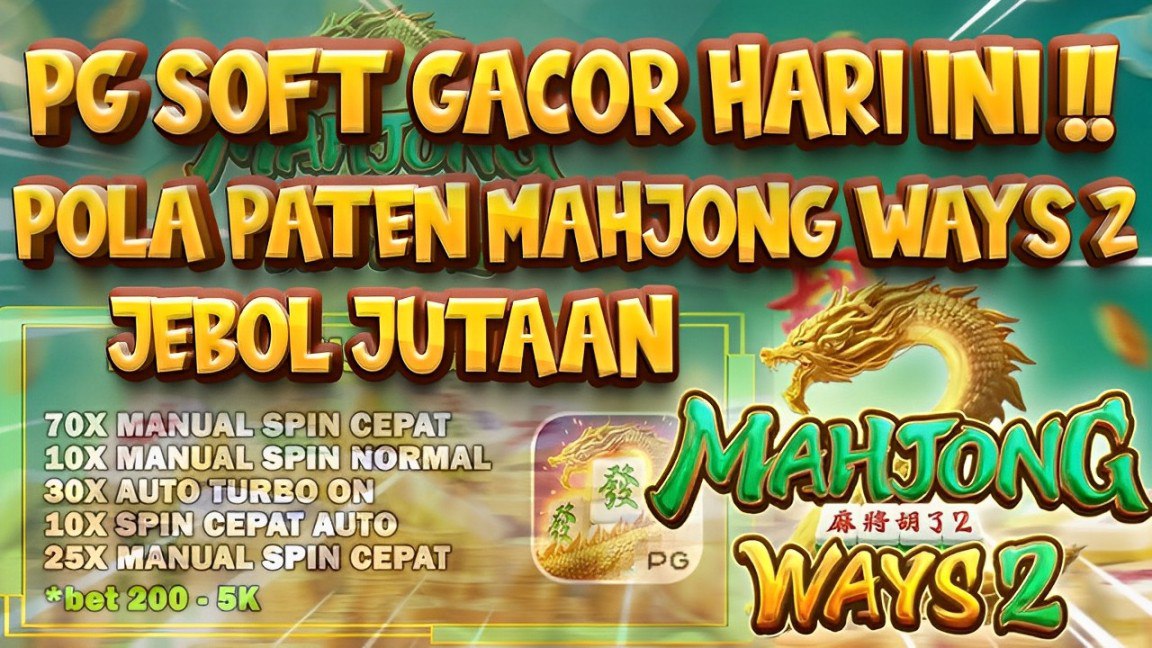 PG SOFT GACOR HARI INI !!
POLA PATEN MAHJONG WAYS 2
JEBOL JUTAAN
70X MANUAL SPIN CEPAT
10X MANUAL SPIN NORMAL
30X AUTO TURBO ON
10X SPIN CEPAT AUTO
25X MANUAL SPIN CEPAT
*bet 200 - 5K
發
發
PG
MAHJONG
麻將胡了2
WAYS 2
MAHJONG